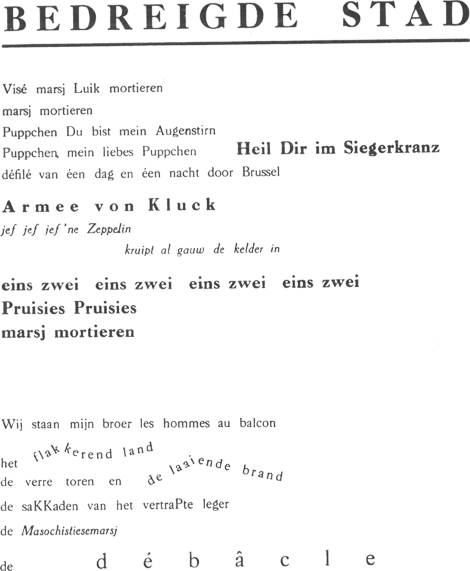 BEDREIGDE STAD
Visé marsj Luik mortieren
marsj mortieren
Puppchen Du bist mein Augenstirn
Puppchen, mein liebes Puppchen Heil Dir im Siegerkranz
défilé van éen dag en éen nacht door Brussel
Armee von Kluck
jef jef jef 'ne Zeppelin
kruipt al gauw de kelder in
eins zwei eins zwei eins zwei eins zwei
Pruisies Pruisies
marsj mortieren
Wij staan mijn broer les hommes au balcon
het flakkerend land
de verre toren en de laaiende brand
de saKKaden van het vertraPte leger
de Masochistiesemarsj
de débâcle